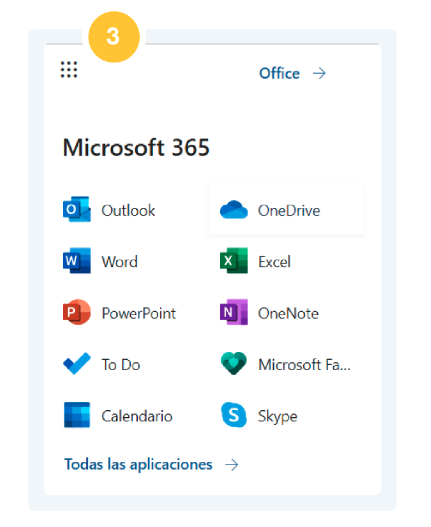 3
Office →
Microsoft 365
Outlook
OneDrive
Word
Excel
PowerPoint
OneNote
To Do
Microsoft Fa...
Calendario
Skype
Todas las aplicaciones →